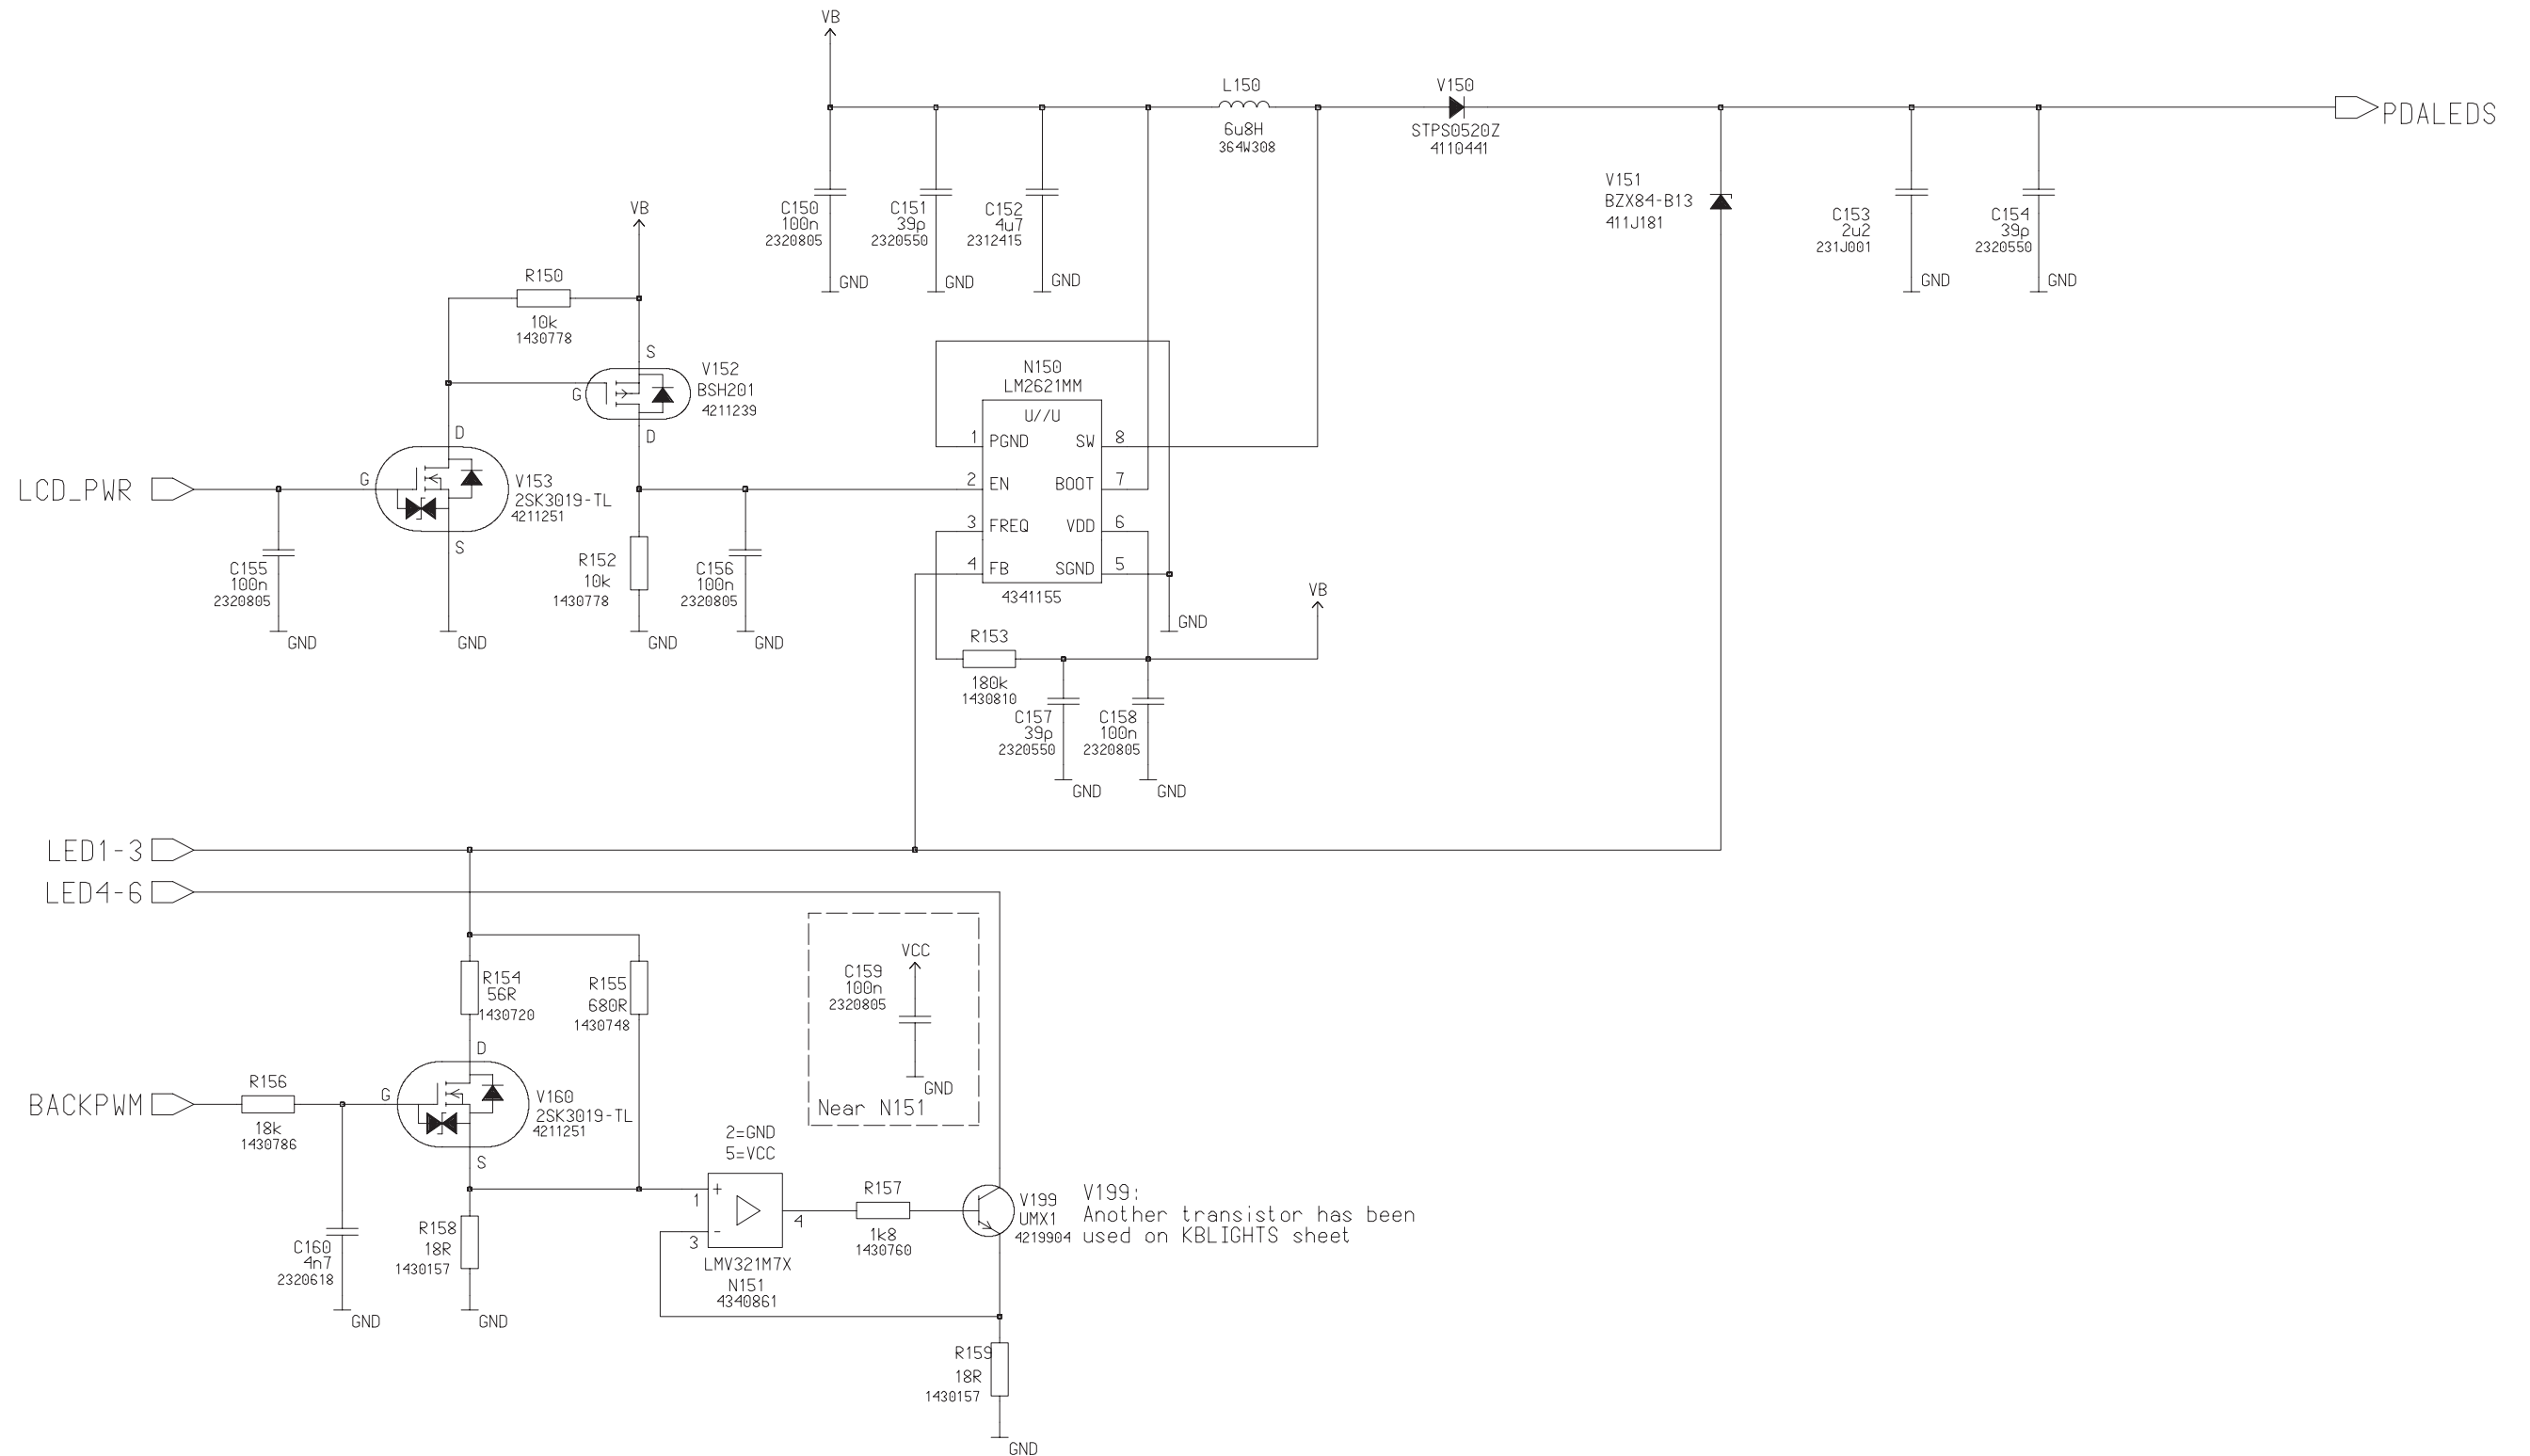 VB
L150
6u8H
364W308
V150
STPS0520Z
4110441
PDALEDS
C150
100n
2320805
GND
C151
39p
2320550
GND
C152
4u7
2312415
GND
V151
BZX84-B13
411J181
C153
2u2
231J001
GND
C154
39p
2320550
GND
VB
R150
10k
1430778
S
G
D
V152
BSH201
4211239
LCD_PWR
G
D
S
V153
2SK3019-TL
4211251
C155
100n
2320805
GND
GND
R152
10k
1430778
GND
C156
100n
2320805
GND
N150
LM2621MM
U//U
1 PGND SW 8
2 EN BOOT 7
3 FREQ VDD 6
4 FB SGND 5
4341155
GND
VB
R153
180k
1430810
C157
39p
2320550
GND
C158
100n
2320805
GND
LED1-3
LED4-6
R154
56R
1430720
R155
680R
1430748
VCC
C159
100n
2320805
GND
Near N151
BACKPWM
R156
18k
1430786
G
D
S
V160
2SK3019-TL
4211251
C160
4n7
2320618
GND
R158
18R
1430157
GND
2=GND
5=VCC
1
+
3
-
4
LMV321M7X
N151
4340861
R157
1k8
1430760
V199
UMX1
4219904
V199:
Another transistor has been
used on KBLIGHTS sheet
R159
18R
1430157
GND